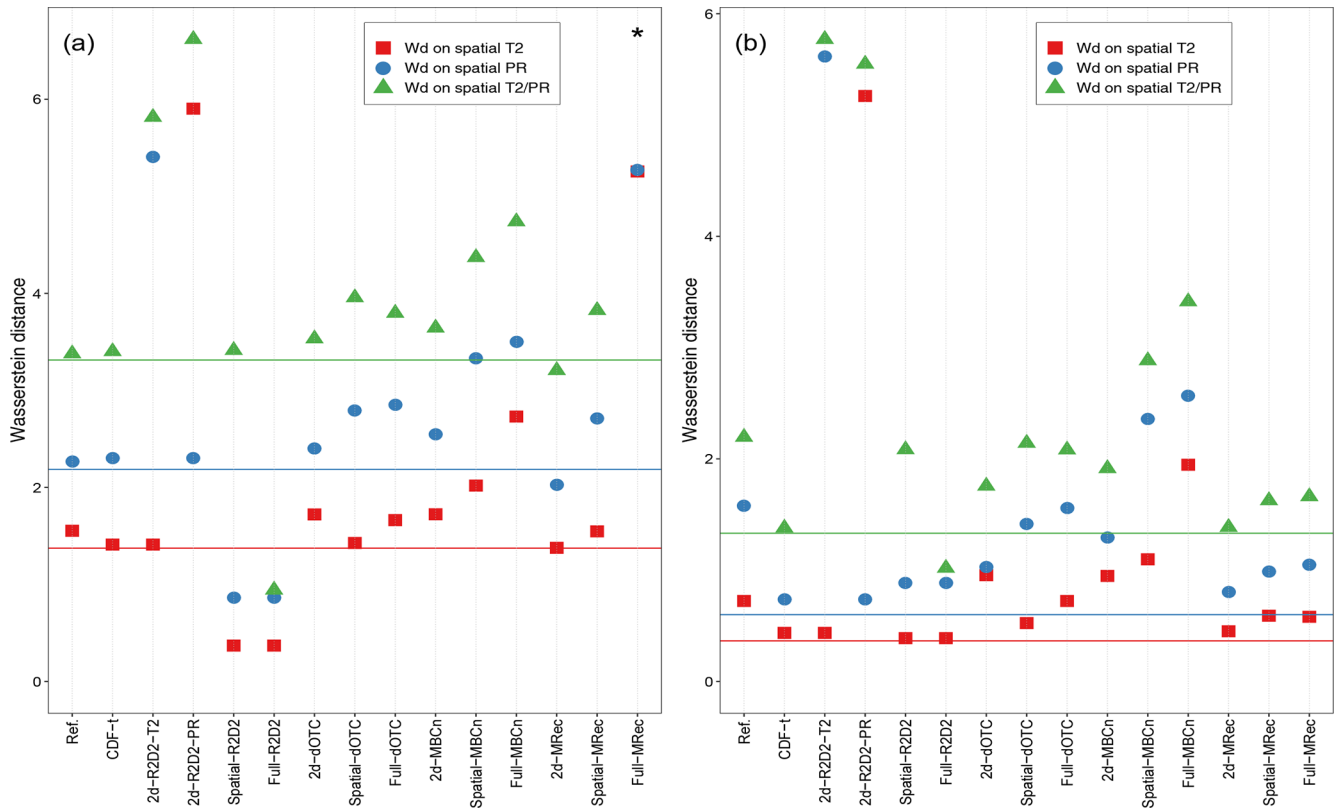 (a)
*
Wd on spatial T2
Wd on spatial PR
Wd on spatial T2/PR
Wasserstein distance
6
4
2
0
Ref.
CDF−t
2d−R2D2−T2
2d−R2D2−PR
Spatial−R2D2
Full−R2D2
2d−dOTC
Spatial−dOTC
Full−dOTC
2d−MBCn
Spatial−MBCn
Full−MBCn
2d−MRec
Spatial−MRec
Full−MRec
(b)
Wd on spatial T2
Wd on spatial PR
Wd on spatial T2/PR
Wasserstein distance
6
4
2
0
Ref.
CDF−t
2d−R2D2−T2
2d−R2D2−PR
Spatial−R2D2
Full−R2D2
2d−dOTC
Spatial−dOTC
Full−dOTC
2d−MBCn
Spatial−MBCn
Full−MBCn
2d−MRec
Spatial−MRec
Full−MRec